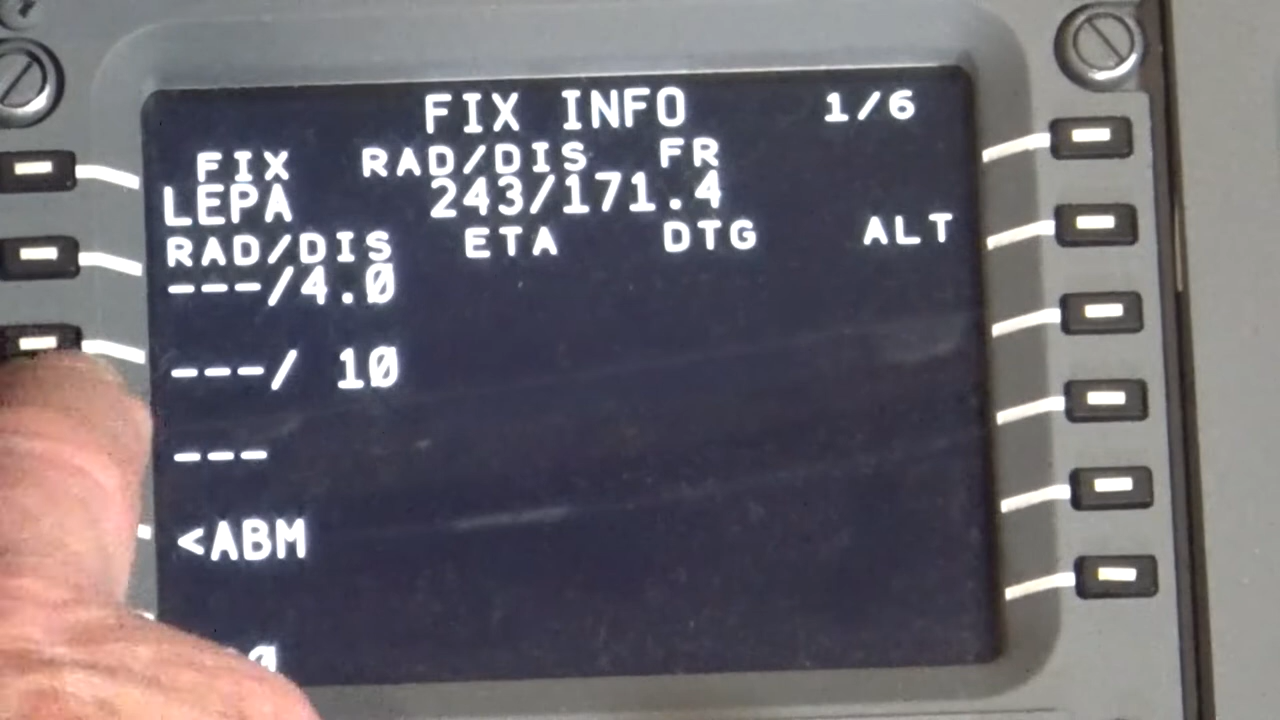 FIX INFO 1/6
FIX RAD/DIS FR
LEPA 243/171.4
RAD/DIS ETA DTG ALT
---/4.0
---/ 10
---
<ABM